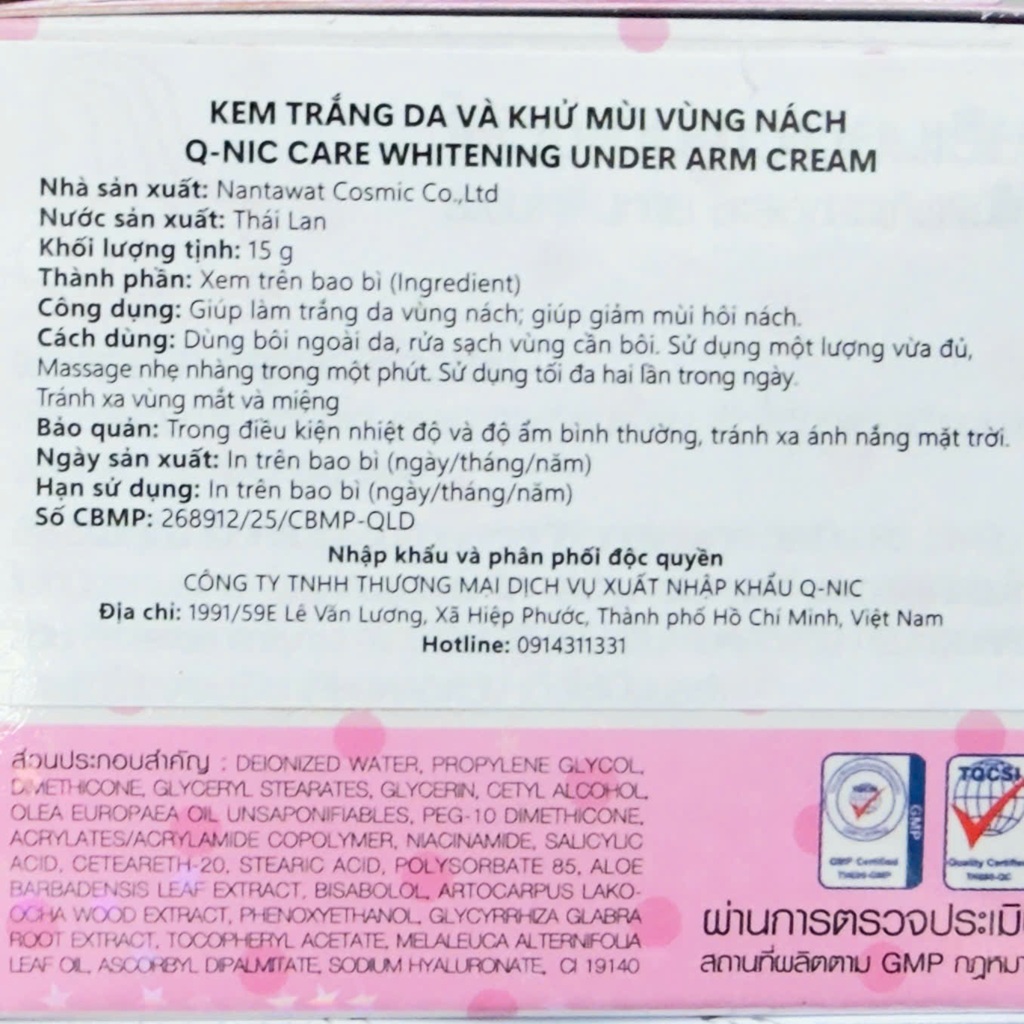 KEM TRẮNG DA VÀ KHỬ MÙI VÙNG NÁCH
Q-NIC CARE WHITENING UNDER ARM CREAM
Nhà sản xuất: Nantawat Cosmic Co.,Ltd
Nước sản xuất: Thái Lan
Khối lượng tịnh: 15 g
Thành phần: Xem trên bao bì (Ingredient)
Công dụng: Giúp làm trắng da vùng nách; giúp giảm mùi hôi nách.
Cách dùng: Dùng bôi ngoài da, rửa sạch vùng cần bôi. Sử dụng một lượng vừa đủ,
Massage nhẹ nhàng trong một phút. Sử dụng tối đa hai lần trong ngày.
Tránh xa vùng mắt và miệng
Bảo quản: Trong điều kiện nhiệt độ và độ ẩm bình thường, tránh xa ánh nắng mặt trời.
Ngày sản xuất: In trên bao bì (ngày/tháng/năm)
Hạn sử dụng: In trên bao bì (ngày/tháng/năm)
Số CBMP: 268912/25/CBMP-QLD
Nhập khẩu và phân phối độc quyền
CÔNG TY TNHH THƯƠNG MẠI DỊCH VỤ XUẤT NHẬP KHẨU Q-NIC
Địa chỉ: 1991/59E Lê Văn Lương, Xã Hiệp Phước, Thành phố Hồ Chí Minh, Việt Nam
Hotline: 0914311331
ส่วนประกอบสำคัญ : DEIONIZED WATER, PROPYLENE GLYCOL,
DIMETHICONE, GLYCERYL STEARATES, GLYCERIN, CETYL ALCOHOL,
OLEA EUROPAEA OIL UNSAPONIFIABLES, PEG-10 DIMETHICONE,
ACRYLATES/ACRYLAMIDE COPOLYMER, NIACINAMIDE, SALICYLIC
ACID, CETEARETH-20, STEARIC ACID, POLYSORBATE 85, ALOE
BARBADENSIS LEAF EXTRACT, BISABOLOL, ARTOCARPUS LAKO-
OCHA WOOD EXTRACT, PHENOXYETHANOL, GLYCYRRHIZA GLABRA
ROOT EXTRACT, TOCOPHERYL ACETATE, MELALEUCA ALTERNIFOLIA
LEAF OIL, ASCORBYL DIPALMITATE, SODIUM HYALURONATE, CI 19140
GMP
GMP Certified
TQCSI
Quality Certified
ผ่านการตรวจประเมิน
สถานที่ผลิตตาม GMP กฎหมาย